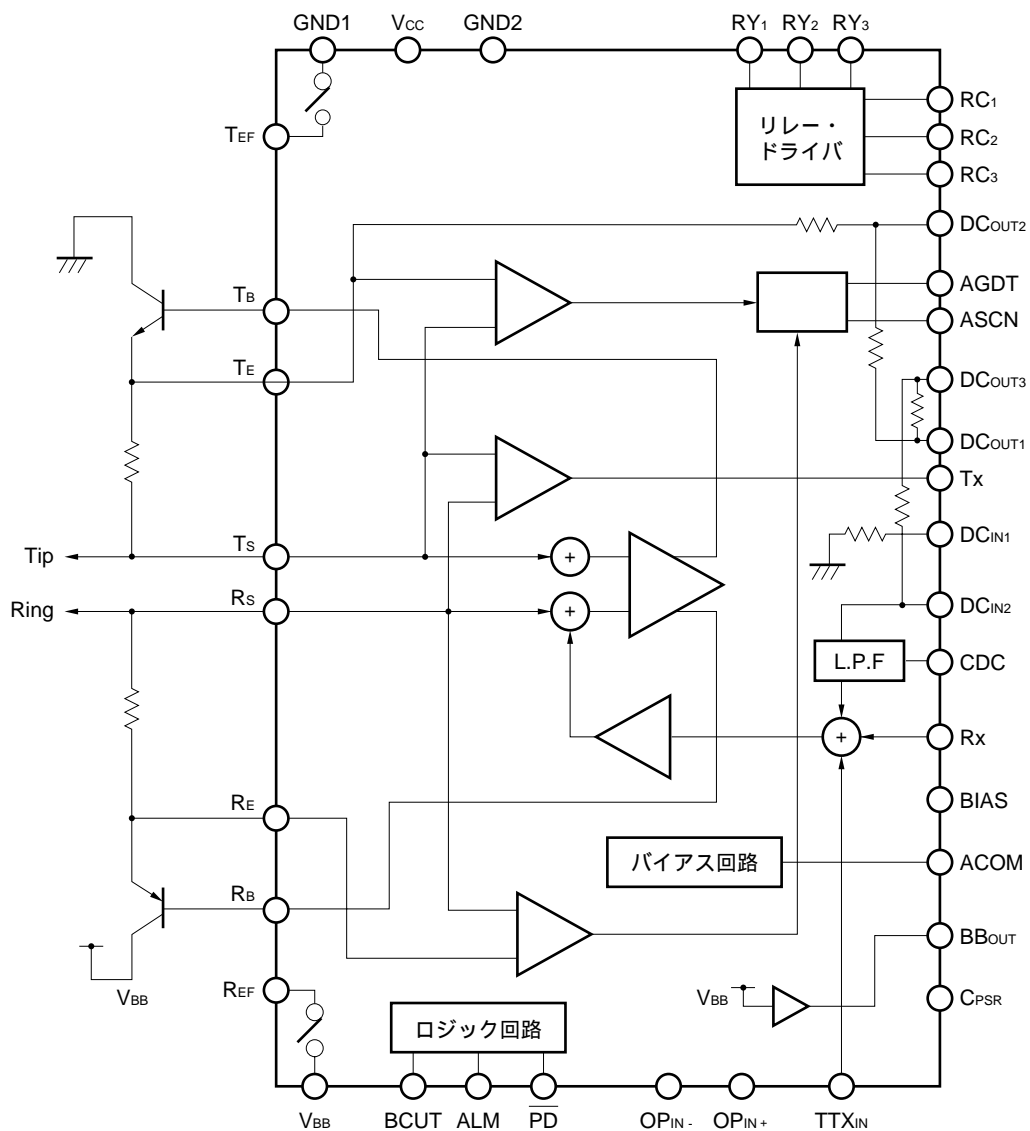 GND1 VCC GND2 RY1 RY2 RY3
RC1
リレー・
ドライバ
RC2
RC3
TEF
DCOUT2
TB
AGDT
ASCN
TE
DCOUT3
DCOUT1
Tx
TS
DCIN1
Tip
Ring
RS
DCIN2
L.P.F
CDC
+
+
+
Rx
RE
BIAS
バイアス回路
ACOM
RB
BBOUT
VBB
REF
VBB
CPSR
ロジック回路
VBB BCUT ALM PD OPIN- OPIN+ TTXIN